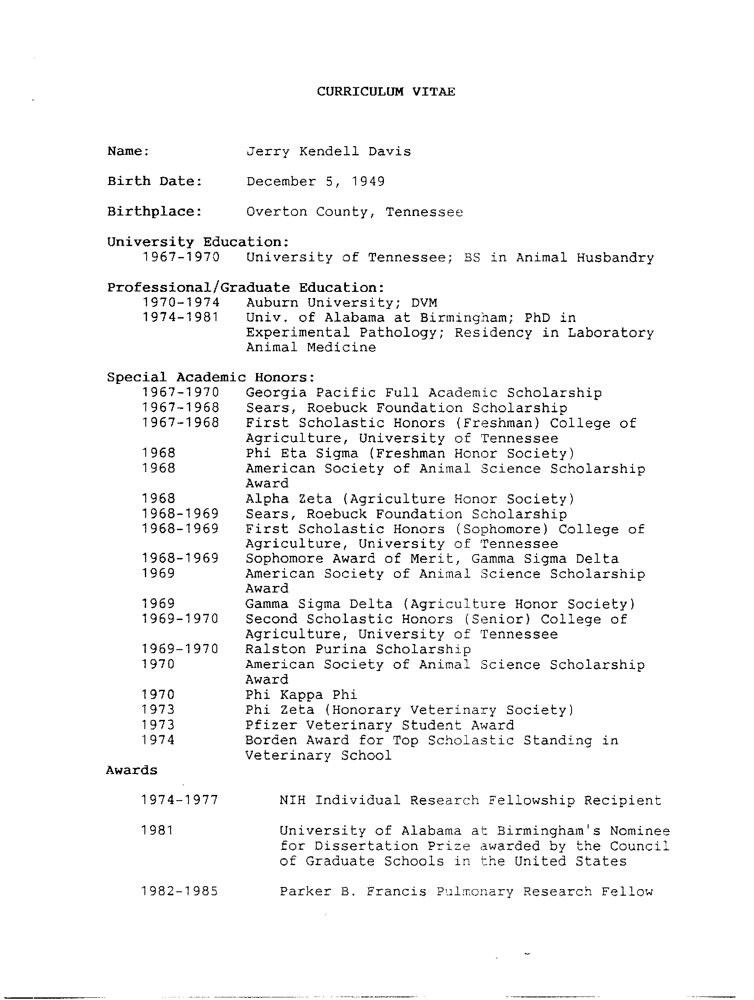 CURRICULUM VITAE
Name: Jerry Kendell Davis
Birth Date: December 5, 1949
Birthplace: Overton County, Tennessee
University Education:
1967-1970 University of Tennessee; BS in Animal Husbandry
Professional/Graduate Education:
1970-1974 Auburn University; DVM
1974-1981 Univ. of Alabama at Birmingham; PhD in
Experimental Pathology; Residency in Laboratory
Animal Medicine
Special Academic Honors:
1967-1970 Georgia Pacific Full Academic Scholarship
1967-1968 Sears, Roebuck Foundation Scholarship
1967-1968 First Scholastic Honors (Freshman) College of
Agriculture, University of Tennessee
1968 Phi Eta Sigma (Freshman Honor Society)
1968 American Society of Animal Science Scholarship
Award
1968 Alpha Zeta (Agriculture Honor Society)
1968-1969 Sears, Roebuck Foundation Scholarship
1968-1969 First Scholastic Honors (Sophomore) College of
Agriculture, University of Tennessee
1968-1969 Sophomore Award of Merit, Gamma Sigma Delta
1969 American Society of Animal Science Scholarship
Award
1969 Gamma Sigma Delta (Agriculture Honor Society)
1969-1970 Second Scholastic Honors (Senior) College of
Agriculture, University of Tennessee
1969-1970 Ralston Purina Scholarship
1970 American Society of Animal Science Scholarship
Award
1970 Phi Kappa Phi
1973 Phi Zeta (Honorary Veterinary Society)
1973 Pfizer Veterinary Student Award
1974 Borden Award for Top Scholastic Standing in
Veterinary School
Awards
1974-1977 NIH Individual Research Fellowship Recipient
1981 University of Alabama at Birmingham's Nominee
for Dissertation Prize awarded by the Council
of Graduate Schools in the United States
1982-1985 Parker B. Francis Pulmonary Research Fellow